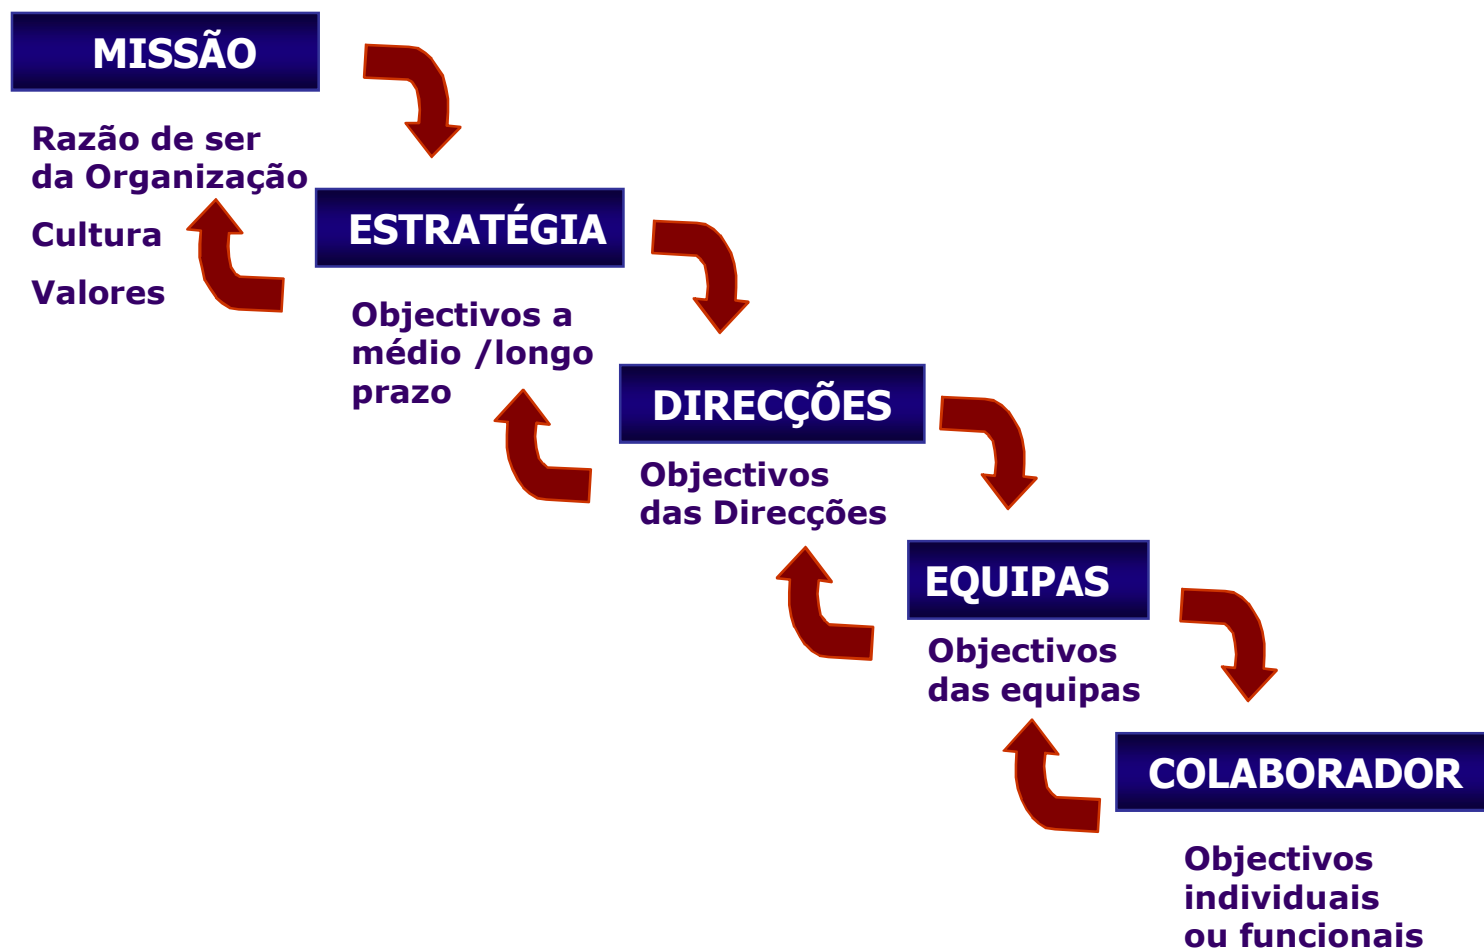 MISSÃO
Razão de ser
da Organização
Cultura
Valores
ESTRATÉGIA
Objectivos a
médio /longo
prazo
DIRECÇÕES
Objectivos
das Direcções
EQUIPAS
Objectivos
das equipas
COLABORADOR
Objectivos
individuais
ou funcionais